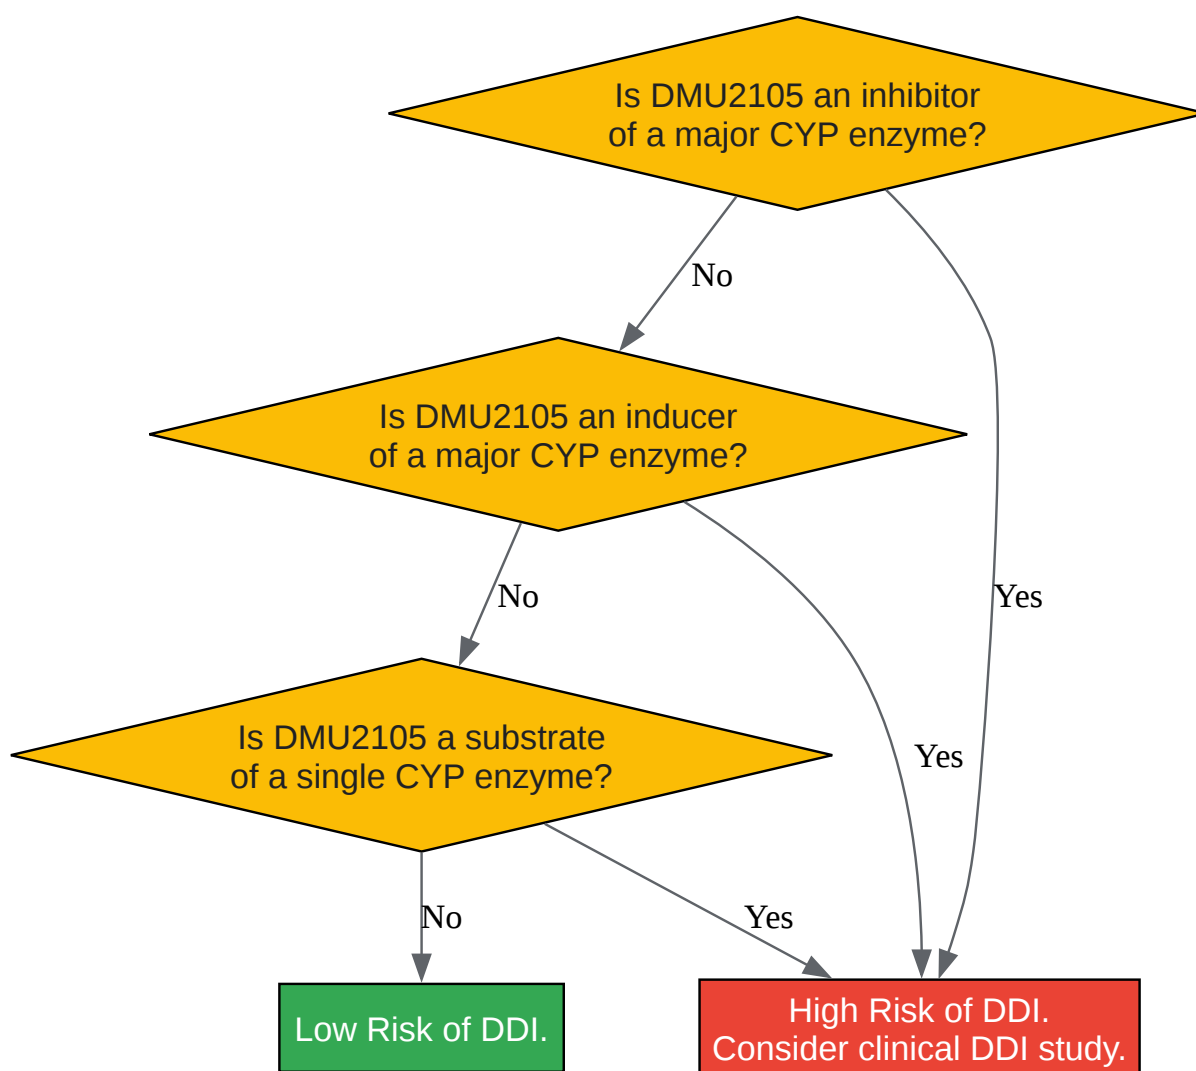 Is DMU2105 an inhibitor
of a major CYP enzyme?
No
Is DMU2105 an inducer
of a major CYP enzyme?
No
Yes
Is DMU2105 a substrate
of a single CYP enzyme?
Yes
No
Yes
Low Risk of DDI.
High Risk of DDI.
Consider clinical DDI study.